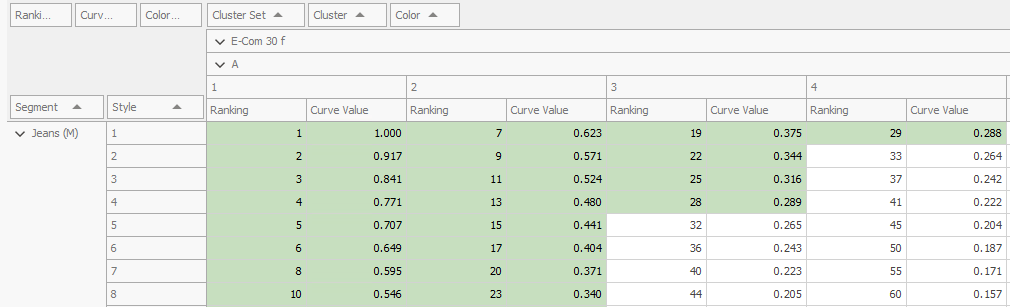 Ranki... Curv... Color... Cluster Set Cluster Color
E-Com 30 f
A
1 2 3 4
Segment Style Ranking Curve Value Ranking Curve Value Ranking Curve Value Ranking Curve Value
Jeans (M) 1 1 1.000 7 0.623 19 0.375 29 0.288
2 2 0.917 9 0.571 22 0.344 33 0.264
3 3 0.841 11 0.524 25 0.316 37 0.242
4 4 0.771 13 0.480 28 0.289 41 0.222
5 5 0.707 15 0.441 32 0.265 45 0.204
6 6 0.649 17 0.404 36 0.243 50 0.187
7 8 0.595 20 0.371 40 0.223 55 0.171
8 10 0.546 23 0.340 44 0.205 60 0.157